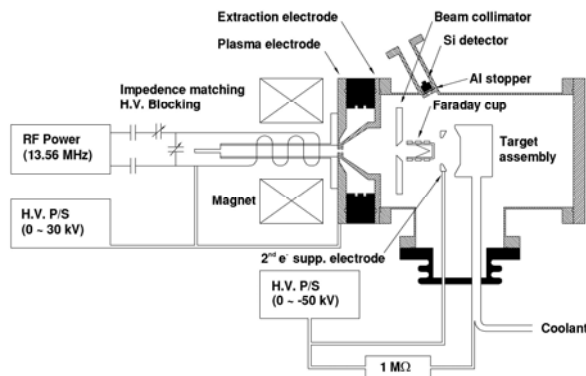 Extraction electrode
Beam collimator
Plasma electrode
Si detector
Impedence matching
H.V. Blocking
Al stopper
Faraday cup
RF Power
(13.56 MHz)
Target
assembly
Magnet
H.V. P/S
(0 ~ 30 kV)
2nd e- supp. electrode
H.V. P/S
(0 ~ -50 kV)
Coolant
1 MΩ